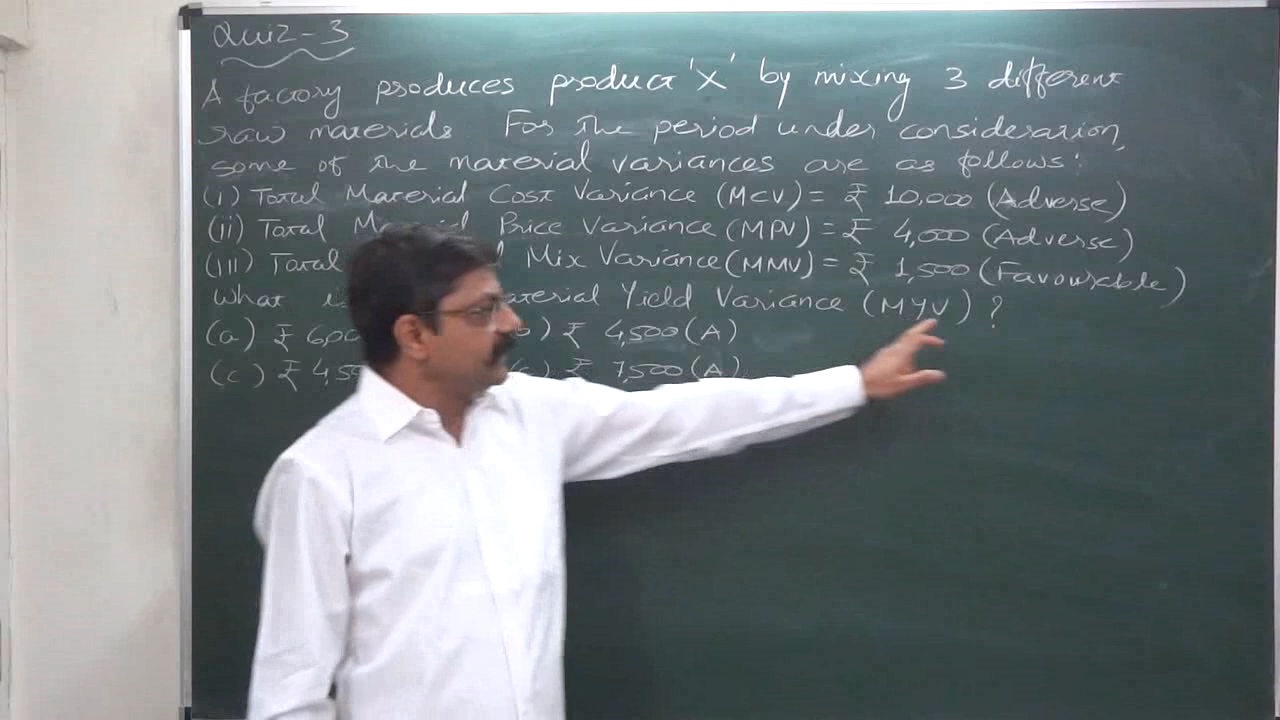 Quiz-3
A factory produces product 'X' by mixing 3 different
raw materials. For the period under consideration,
some of the material variances are as follows:
(i) Total Material Cost Variance (MCV) = ₹ 10,000 (Adverse)
(ii) Total Material Price Variance (MPV) = ₹ 4,000 (Adverse)
(iii) Total Mix Variance (MMV) = ₹ 1,500 (Favourable)
What Material Yield Variance (MYV) ?
(a) ₹ ₹ 4,500 (A)
(c) ₹ ₹ 7,500 (A)